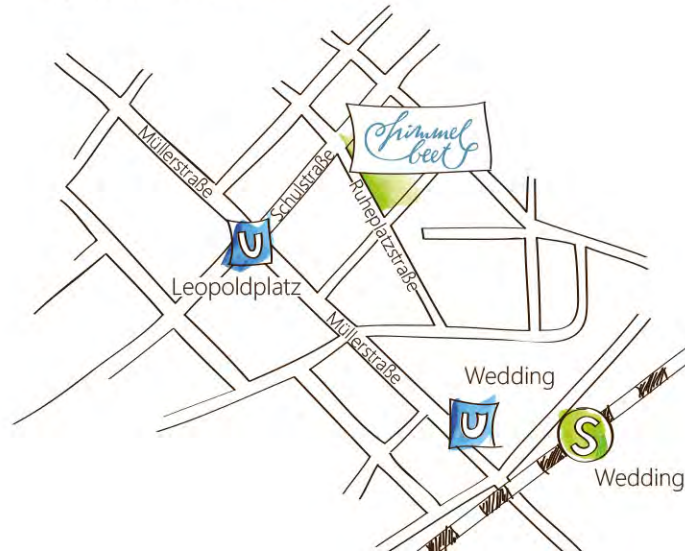 himmel
beet
Müllerstraße
Schulstraße
Ruheplatzstraße
U
Leopoldplatz
Müllerstraße
Wedding
U
S
Wedding